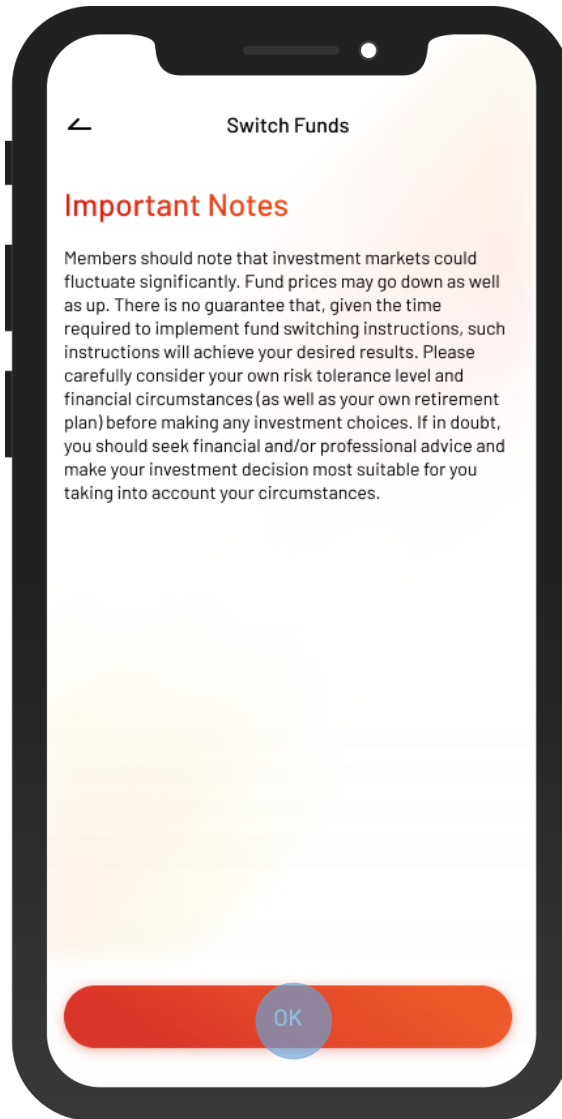 Switch Funds
Important Notes
Members should note that investment markets could
fluctuate significantly. Fund prices may go down as well
as up. There is no guarantee that, given the time
required to implement fund switching instructions, such
instructions will achieve your desired results. Please
carefully consider your own risk tolerance level and
financial circumstances (as well as your own retirement
plan) before making any investment choices. If in doubt,
you should seek financial and/or professional advice and
make your investment decision most suitable for you
taking into account your circumstances.
OK